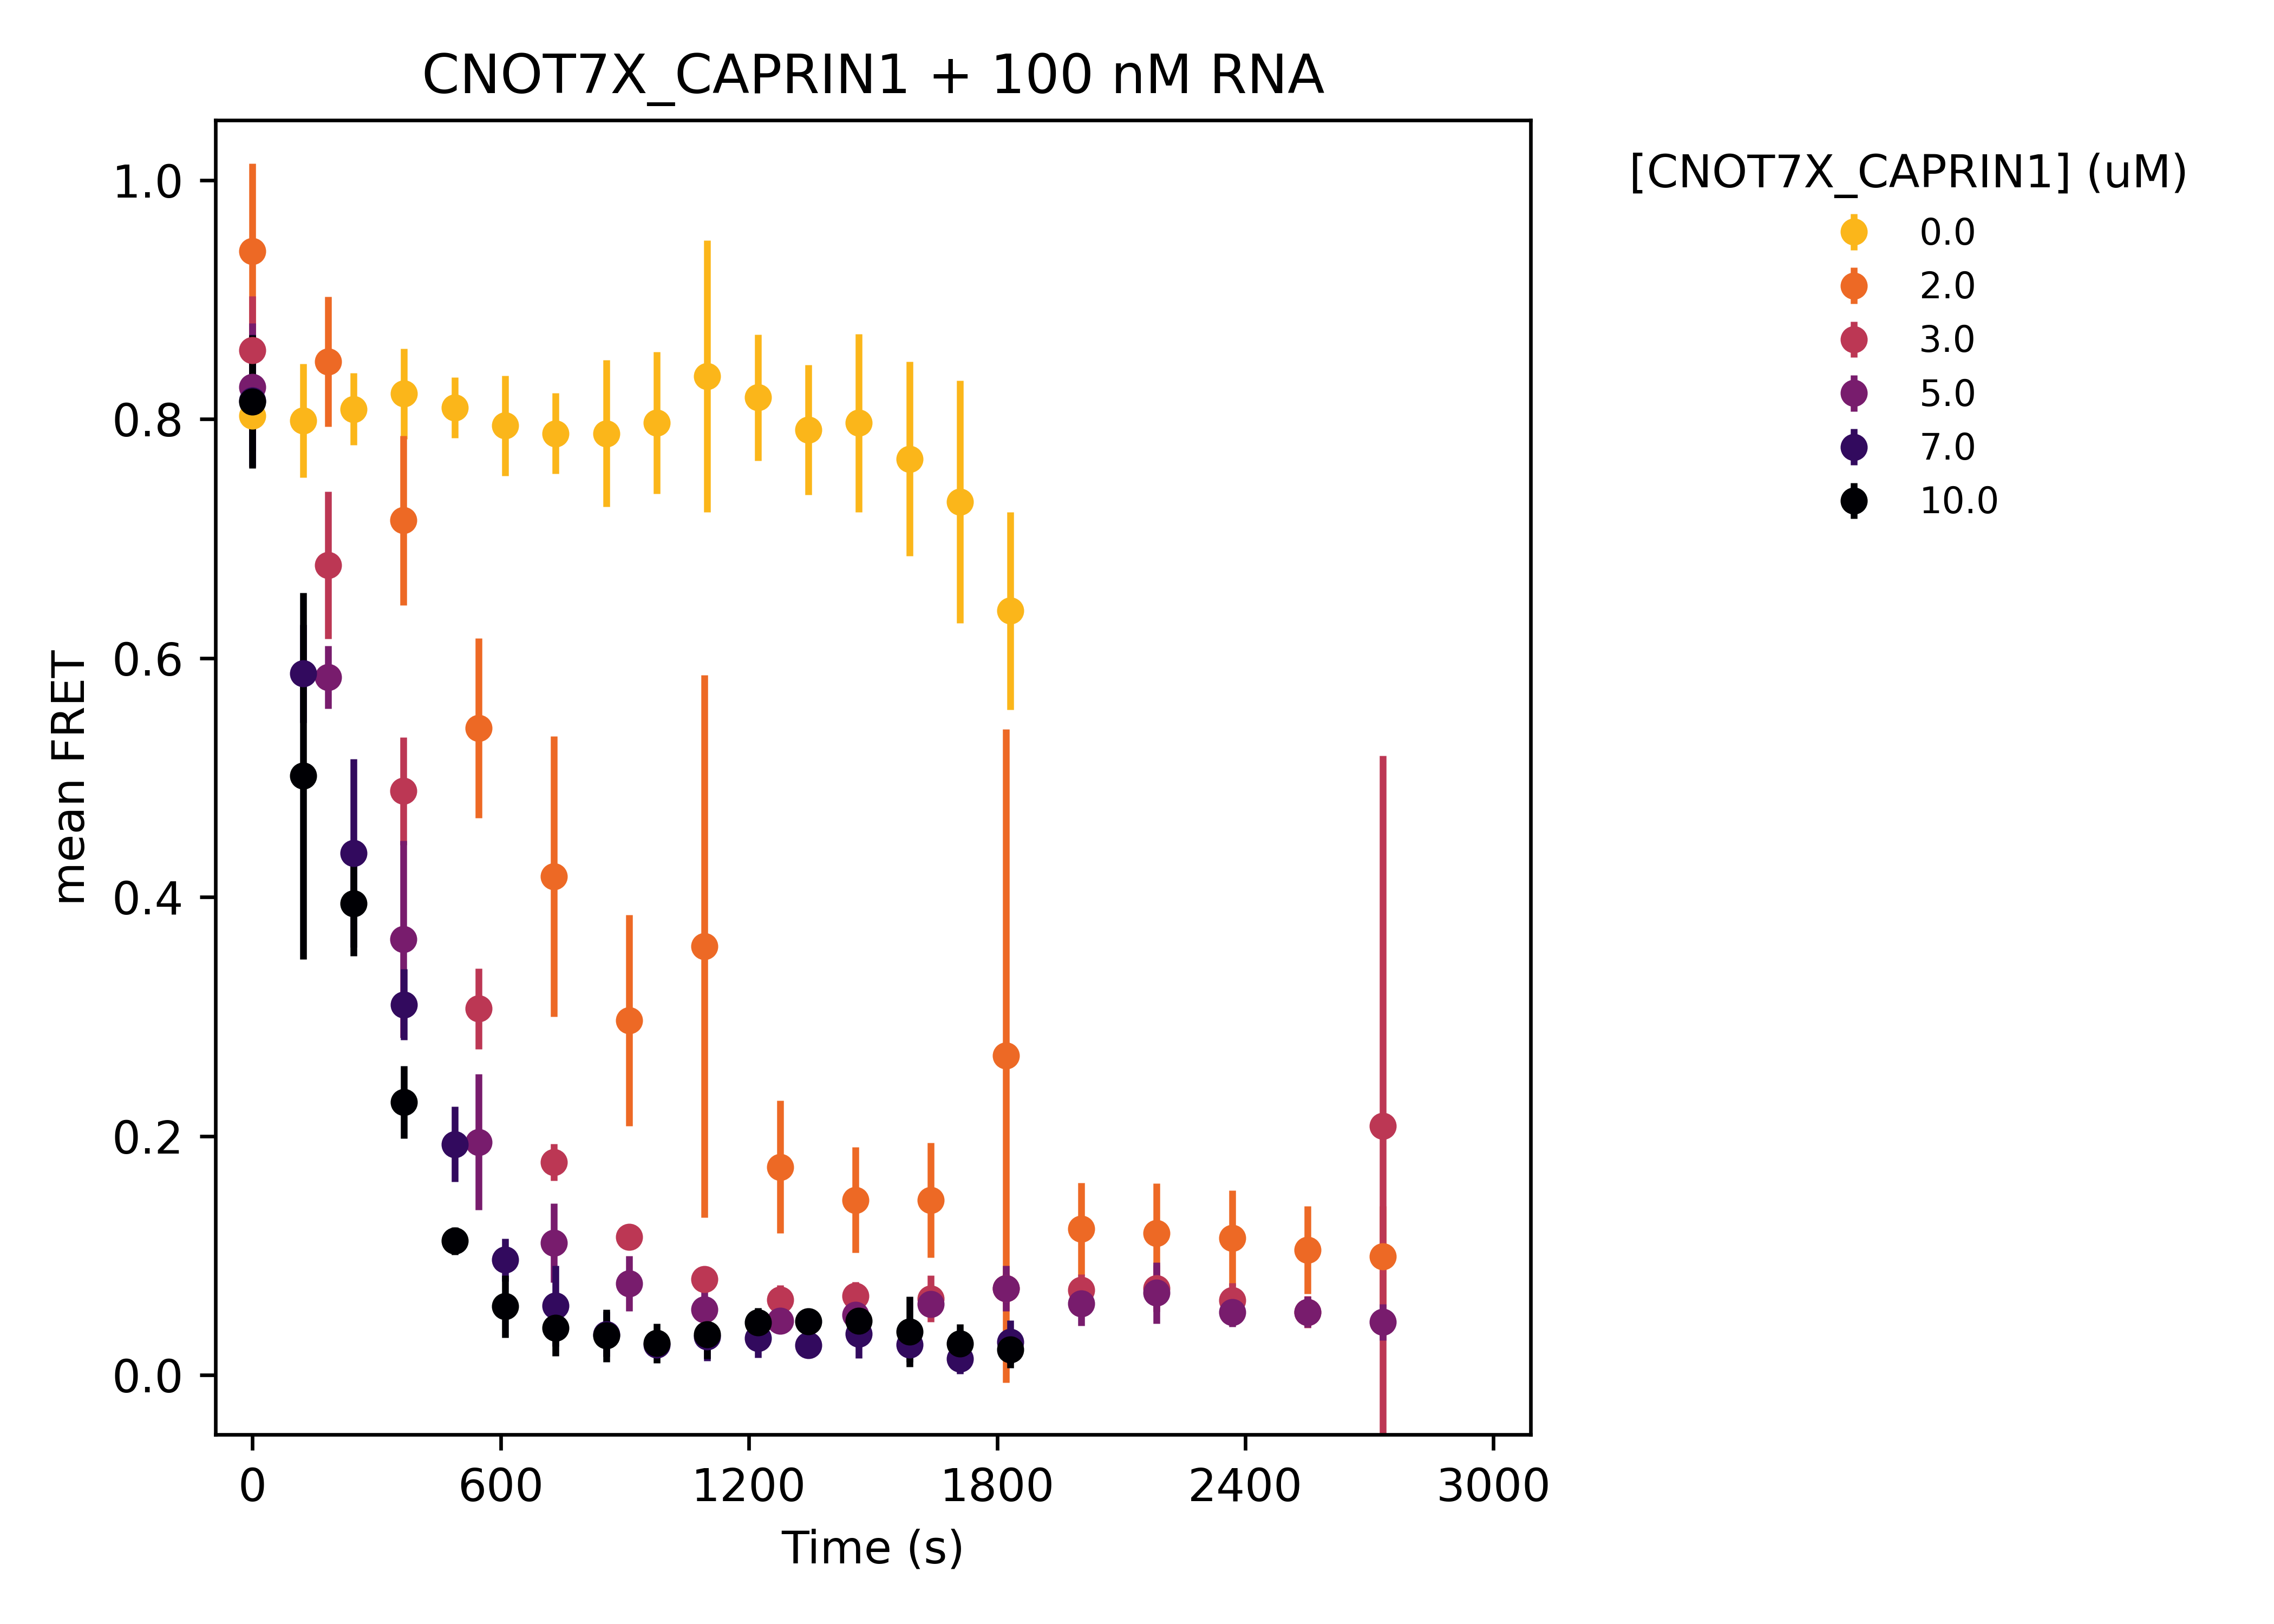 CNOT7X_CAPRIN1 + 100 nM RNA
[CNOT7X_CAPRIN1] (uM)
0.0
2.0
3.0
5.0
7.0
10.0
mean FRET
1.0
0.8
0.6
0.4
0.2
0.0
0 600 1200 1800 2400 3000
Time (s)